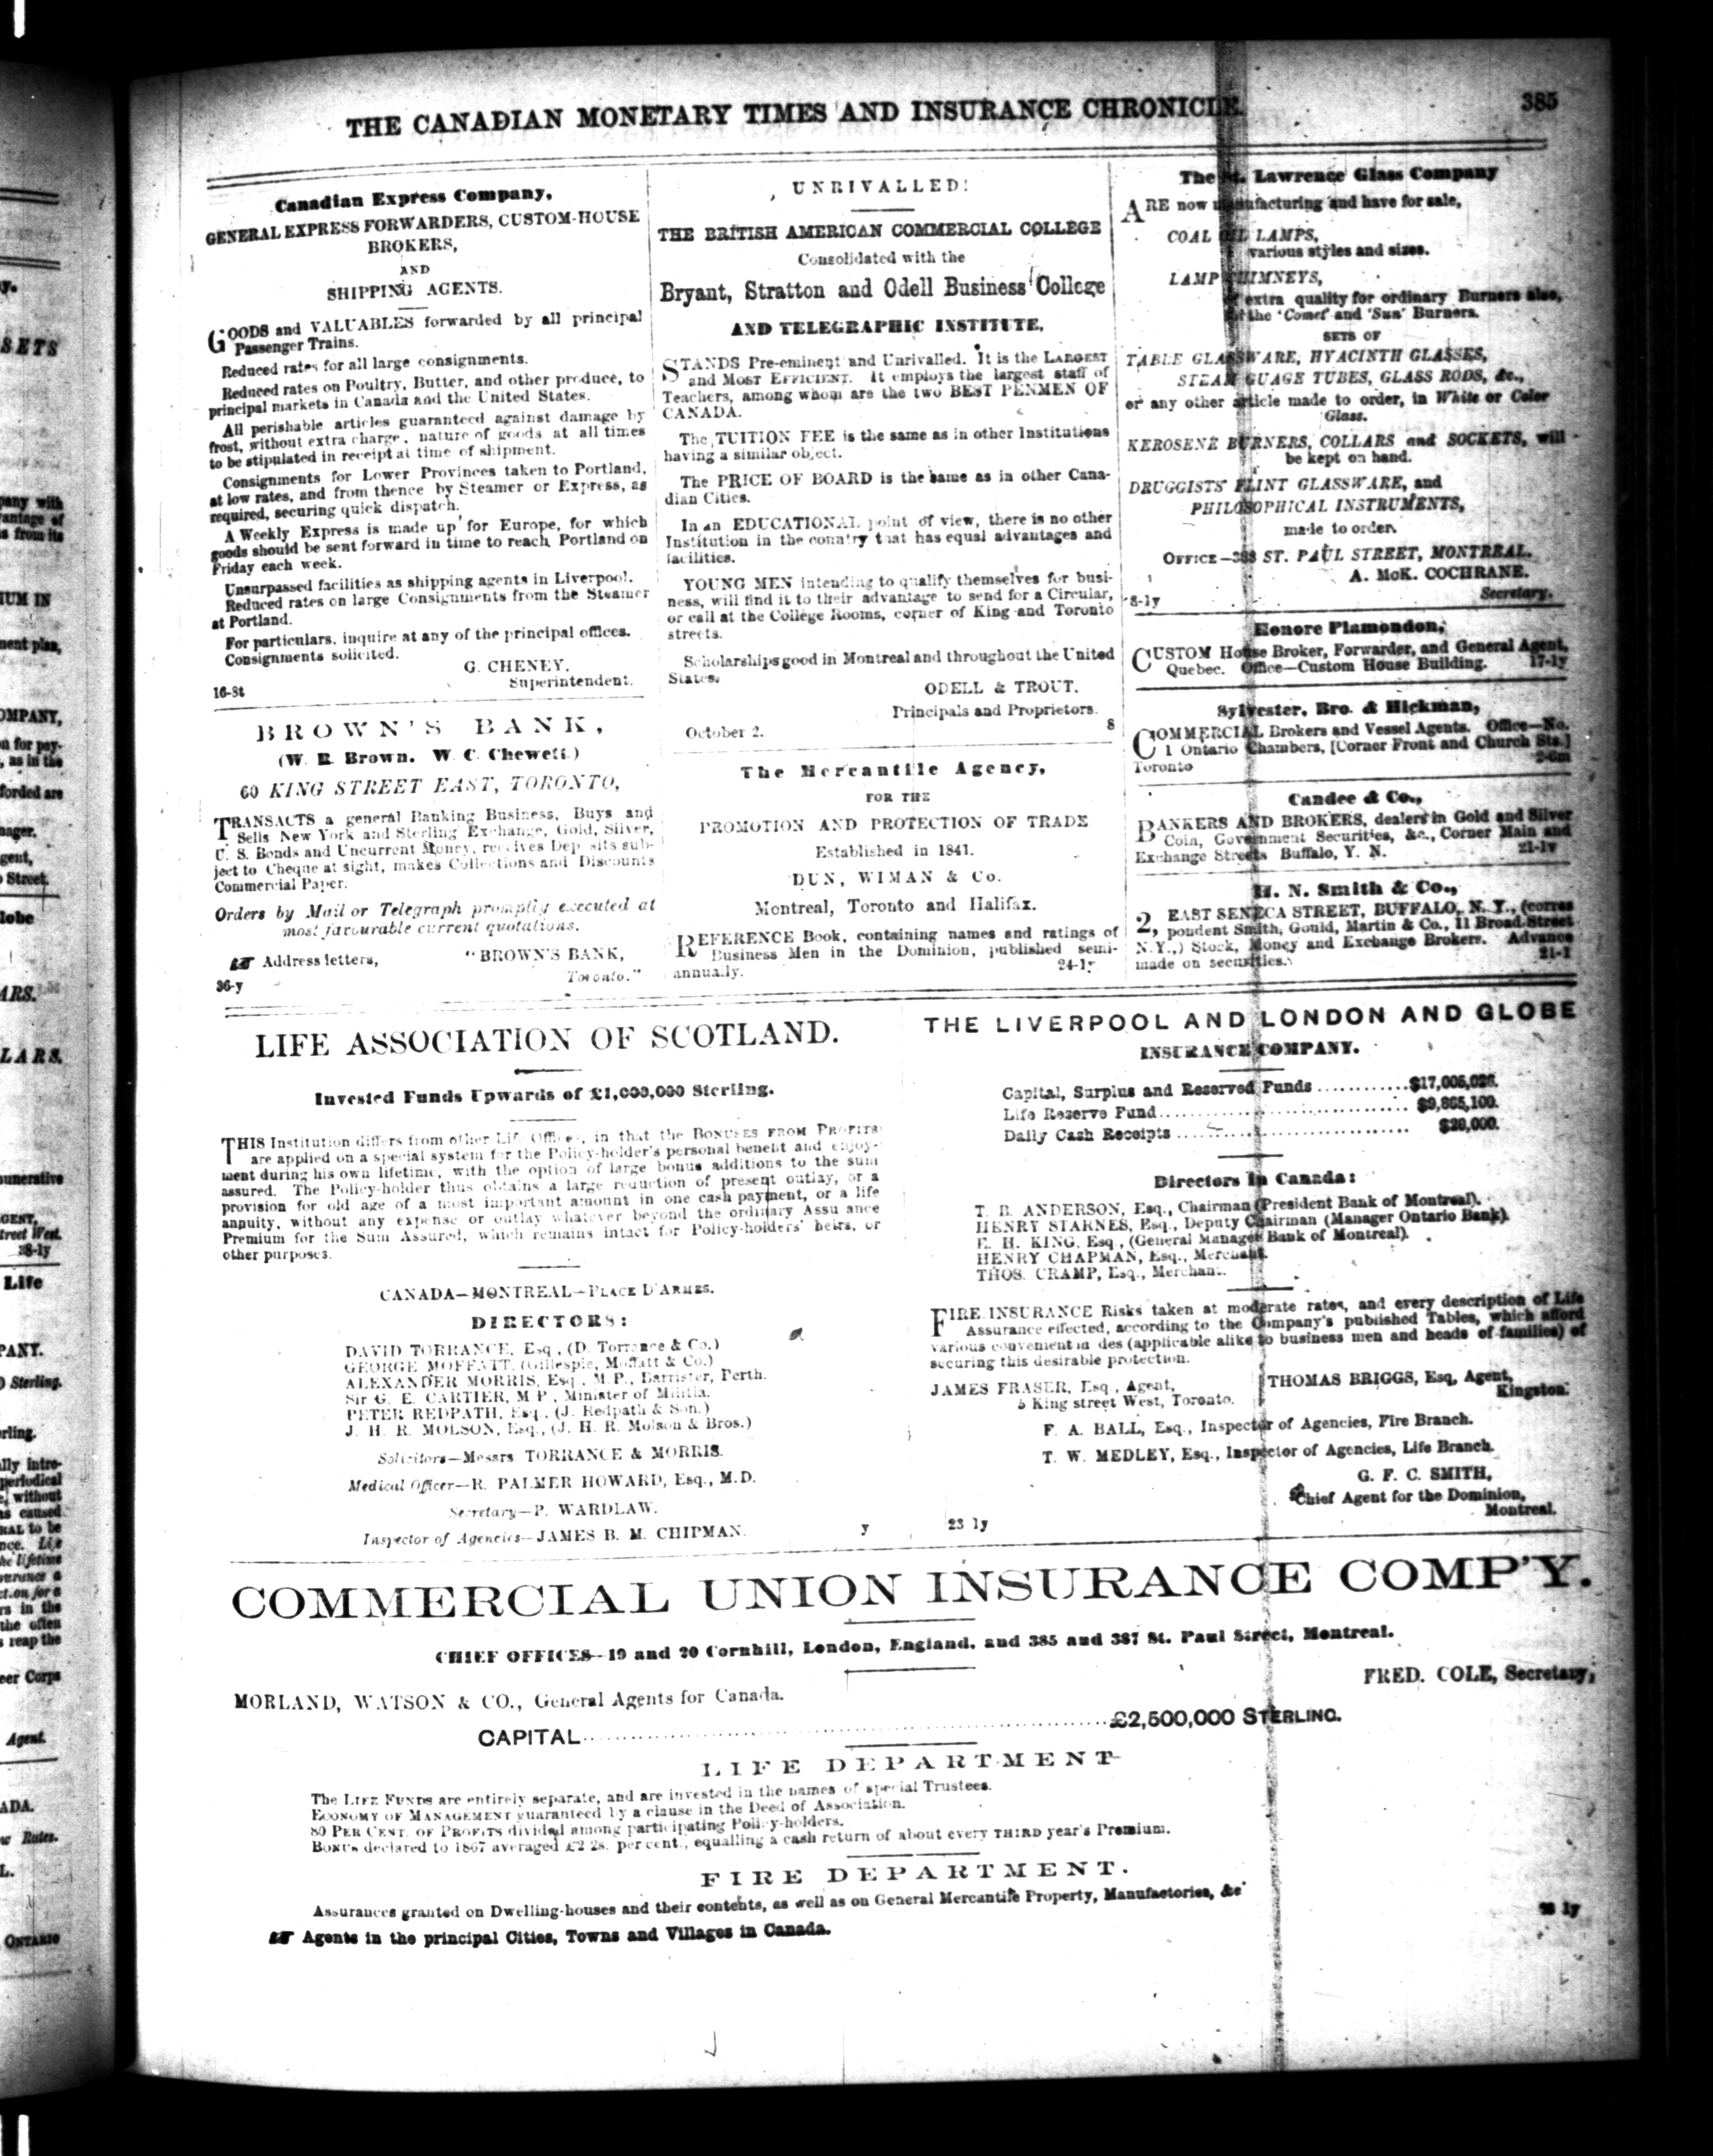 THE CANADIAN MONETARY TIMES AND INSURANCE CHRONICLE.
385
Canadian Express Company,
GENERAL EXPRESS FORWARDERS, CUSTOM-HOUSE
BROKERS,
AND
SHIPPING AGENTS.
GOODS and VALUABLES forwarded by all principal
Passenger Trains.
Reduced rates for all large consignments.
Reduced rates on Poultry, Butter, and other produce, to
principal markets in Canada and the United States.
All perishable articles guaranteed against damage by
frost, without extra charge, nature of goods at all times
to be stipulated in receipt at time of shipment.
Consignments for Lower Provinces taken to Portland,
at low rates, and from thence by Steamer or Express, as
required, securing quick dispatch.
A Weekly Express is made up for Europe, for which
goods should be sent forward in time to reach Portland on
Friday each week.
Unsurpassed facilities as shipping agents in Liverpool.
Reduced rates on large Consignments from the Steamer
at Portland.
For particulars, inquire at any of the principal offices.
Consignments solicited.
G. CHENEY,
Superintendent.
16-St
BROWN'S BANK,
(W. R. Brown. W. C. Chewett.)
60 KING STREET EAST, TORONTO,
TRANSACTS a general Banking Business, Buys and
Sells New York and Sterling Exchange, Gold, Silver,
U. S. Bonds and Uncurrent Money, receives Deposits sub-
ject to Cheque at sight, makes Collections and Discounts
Commercial Paper.
Orders by Mail or Telegraph promptly executed at
most favourable current quotations.
Address letters,
"BROWN'S BANK,
Toronto."
36-y
UNRIVALLED!
THE BRITISH AMERICAN COMMERCIAL COLLEGE
Consolidated with the
Bryant, Stratton and Odell Business College
AND TELEGRAPHIC INSTITUTE,
STANDS Pre-eminent and Unrivalled. It is the LARGEST
and MOST EFFICIENT. It employs the largest staff of
Teachers, among whom are the two BEST PENMEN OF
CANADA.
The TUITION FEE is the same as in other Institutions
having a similar object.
The PRICE OF BOARD is the same as in other Cana-
dian Cities.
In an EDUCATIONAL point of view, there is no other
Institution in the country that has equal advantages and
facilities.
YOUNG MEN intending to qualify themselves for busi-
ness, will find it to their advantage to send for a Circular,
or call at the College Rooms, corner of King and Toronto
streets.
Scholarships good in Montreal and throughout the United
States.
ODELL & TROUT,
Principals and Proprietors.
October 2.
8
The Mercantile Agency,
FOR THE
PROMOTION AND PROTECTION OF TRADE
Established in 1841.
DUN, WIMAN & Co.
Montreal, Toronto and Halifax.
REFERENCE Book, containing names and ratings of
Business Men in the Dominion, published semi-
annually.
24-ly
The St. Lawrence Glass Company
ARE now manufacturing and have for sale,
COAL OIL LAMPS,
various styles and sizes.
LAMP CHIMNEYS,
of extra quality for ordinary Burners also,
for the 'Comet' and 'Sun' Burners.
SETS OF
TABLE GLASSWARE, HYACINTH GLASSES,
STEAM GUAGE TUBES, GLASS RODS, &c.,
or any other article made to order, in White or Color
Glass.
KEROSENE BURNERS, COLLARS and SOCKETS, will
be kept on hand.
DRUGGISTS' FLINT GLASSWARE, and
PHILOSOPHICAL INSTRUMENTS,
made to order.
OFFICE—388 ST. PAUL STREET, MONTREAL.
A. McK. COCHRANE.
Secretary.
8-ly
Honore Plamondon,
CUSTOM House Broker, Forwarder, and General Agent,
Quebec. Office—Custom House Building. 17-ly
Sylvester, Bro. & Hickman,
COMMERCIAL Brokers and Vessel Agents. Office—No.
1 Ontario Chambers, [Corner Front and Church Sts.]
Toronto
2-6m
Candee & Co.,
BANKERS AND BROKERS, dealers in Gold and Silver
Coin, Government Securities, &c., Corner Main and
Exchange Streets Buffalo, Y. N. 21-ly
H. N. Smith & Co.,
2, EAST SENECA STREET, BUFFALO, N. Y., (corres
pondent Smith, Gould, Martin & Co., 11 Broad Street
N.Y.,) Stock, Money and Exchange Brokers. Advance
made on securities.
21-1
LIFE ASSOCIATION OF SCOTLAND.
Invested Funds Upwards of £1,000,000 Sterling.
THIS Institution differs from other Life Offices, in that the BONUSES FROM PROFITS
are applied on a special system for the Policy-holder's personal benefit and enjoy-
ment during his own lifetime, with the option of large bonus additions to the sum
assured. The Policy-holder thus obtains a large reduction of present outlay, or a
provision for old age of a most important amount in one cash payment, or a life
annuity, without any expense or outlay whatever beyond the ordinary Assu ance
Premium for the Sum Assured, which remains intact for Policy-holders' heirs, or
other purposes.
CANADA—MONTREAL—PLACE D'ARMES.
DIRECTORS:
DAVID TORRANCE, Esq., (D. Torrance & Co.)
GEORGE MOFFATT, (Gillespie, Moffatt & Co.)
ALEXANDER MORRIS, Esq., M.P., Barrister, Perth.
Sir G. E. CARTIER, M.P., Minister of Militia.
PETER REDPATH, Esq., (J. Redpath & Son.)
J. H. R. MOLSON, Esq., (J. H. R. Molson & Bros.)
Solicitors—Messrs TORRANCE & MORRIS.
Medical Officer—R. PALMER HOWARD, Esq., M.D.
Secretary—P. WARDLAW.
Inspector of Agencies—JAMES B. M. CHIPMAN.
y
THE LIVERPOOL AND LONDON AND GLOBE
INSURANCE COMPANY.
Capital, Surplus and Reserved Funds ............$17,005,026.
Life Reserve Fund.................................... $9,865,100.
Daily Cash Receipts .................................. $20,000.
Directors in Canada:
T. B. ANDERSON, Esq., Chairman (President Bank of Montreal).
HENRY STARNES, Esq., Deputy Chairman (Manager Ontario Bank).
E. H. KING, Esq., (General Manager Bank of Montreal).
HENRY CHAPMAN, Esq., Merchant.
THOS. CRAMP, Esq., Merchant.
FIRE INSURANCE Risks taken at moderate rates, and every description of Life
Assurance effected, according to the Company's published Tables, which afford
various convenient m des (applicable alike to business men and heads of families) of
securing this desirable protection.
JAMES FRASER, Esq., Agent,
5 King street West, Toronto.
THOMAS BRIGGS, Esq, Agent,
Kingston.
F. A. BALL, Esq., Inspector of Agencies, Fire Branch.
T. W. MEDLEY, Esq., Inspector of Agencies, Life Branch.
G. F. C. SMITH,
Chief Agent for the Dominion,
Montreal.
23 ly
COMMERCIAL UNION INSURANCE COMP'Y.
CHIEF OFFICES—19 and 20 Cornhill, London, England, and 385 and 387 St. Paul Street, Montreal.
MORLAND, WATSON & CO., General Agents for Canada.
FRED. COLE, Secretary,
CAPITAL............................................£2,500,000 STERLING.
LIFE DEPARTMENT
The LIFE FUNDS are entirely separate, and are invested in the names of special Trustees.
ECONOMY OF MANAGEMENT guaranteed by a clause in the Deed of Association.
80 PER CENT. OF PROFITS divided among participating Policy-holders.
BONUS declared to 1867 averaged £2 2s. per cent., equalling a cash return of about every THIRD year's Premium.
FIRE DEPARTMENT.
Assurances granted on Dwelling-houses and their contents, as well as on General Mercantile Property, Manufactories, &c
Agents in the principal Cities, Towns and Villages in Canada.